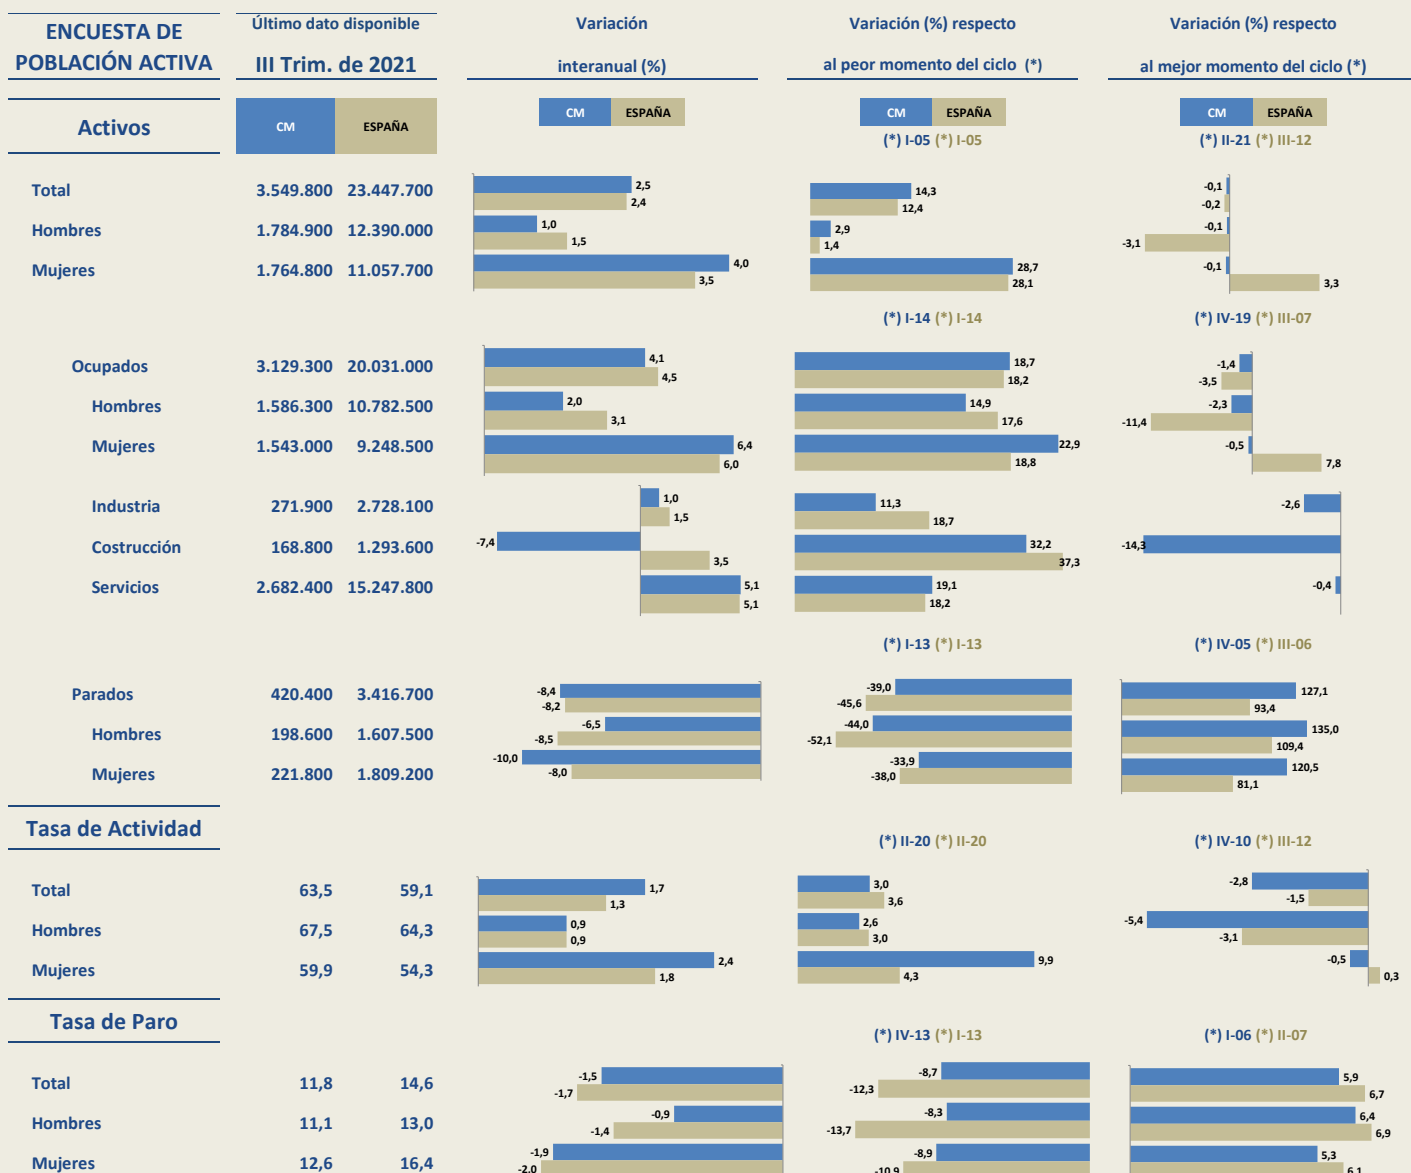 ENCUESTA DE POBLACIÓN ACTIVA
Último dato disponible
III Trim. de 2021
Variación
interanual (%)
Variación (%) respecto
al peor momento del ciclo (*)
Variación (%) respecto
al mejor momento del ciclo (*)
Activos
CM ESPAÑA
CM ESPAÑA
CM ESPAÑA
CM ESPAÑA
(*) I-05 (*) I-05
(*) II-21 (*) III-12
Total 3.549.800 23.447.700
2,5 14,3 -0,1
2,4 12,4 -0,2
Hombres 1.784.900 12.390.000
1,0 2,9 -0,1
1,5 1,4 -3,1
Mujeres 1.764.800 11.057.700
4,0 28,7 -0,1
3,5 28,1 3,3
(*) I-14 (*) I-14
(*) IV-19 (*) III-07
Ocupados 3.129.300 20.031.000
4,1 18,7 -1,4
4,5 18,2 -3,5
Hombres 1.586.300 10.782.500
2,0 14,9 -2,3
3,1 17,6 -11,4
Mujeres 1.543.000 9.248.500
6,4 22,9 -0,5
6,0 18,8 7,8
Industria 271.900 2.728.100
1,0 11,3 -2,6
1,5 18,7
Costrucción 168.800 1.293.600
-7,4 32,2 -14,3
3,5 37,3
Servicios 2.682.400 15.247.800
5,1 19,1 -0,4
5,1 18,2
(*) I-13 (*) I-13
(*) IV-05 (*) III-06
Parados 420.400 3.416.700
-8,4 -39,0 127,1
-8,2 -45,6 93,4
Hombres 198.600 1.607.500
-6,5 -44,0 135,0
-8,5 -52,1 109,4
Mujeres 221.800 1.809.200
-10,0 -33,9 120,5
-8,0 -38,0 81,1
Tasa de Actividad
(*) II-20 (*) II-20
(*) IV-10 (*) III-12
Total 63,5 59,1
1,7 3,0 -2,8
1,3 3,6 -1,5
Hombres 67,5 64,3
0,9 2,6 -5,4
0,9 3,0 -3,1
Mujeres 59,9 54,3
2,4 9,9 -0,5
1,8 4,3 0,3
Tasa de Paro
(*) IV-13 (*) I-13
(*) I-06 (*) II-07
Total 11,8 14,6
-1,5 -8,7 5,9
-1,7 -12,3 6,7
Hombres 11,1 13,0
-0,9 -8,3 6,4
-1,4 -13,7 6,9
Mujeres 12,6 16,4
-1,9 -8,9 5,3
-2,0 -10,9 6,1